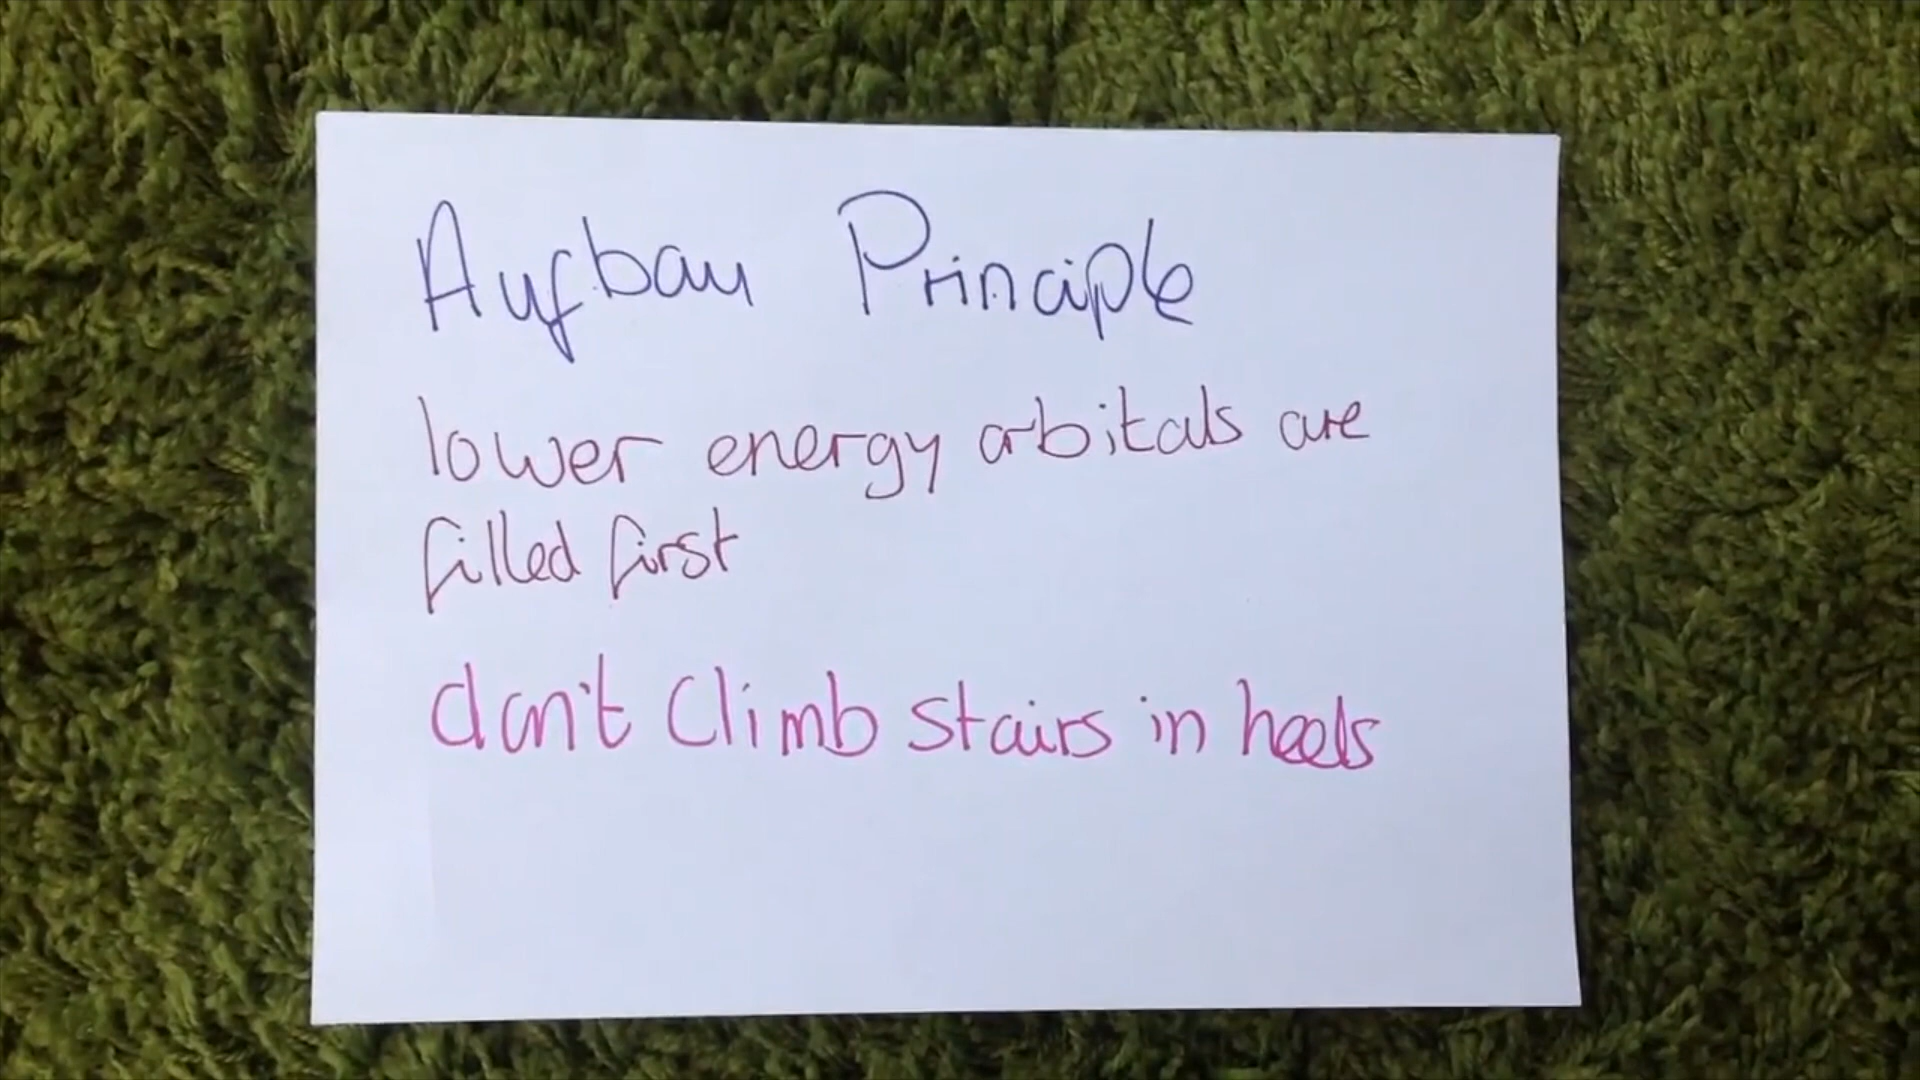 Aufbau Principle
lower energy orbitals are
filled first
don't Climb stairs in heels